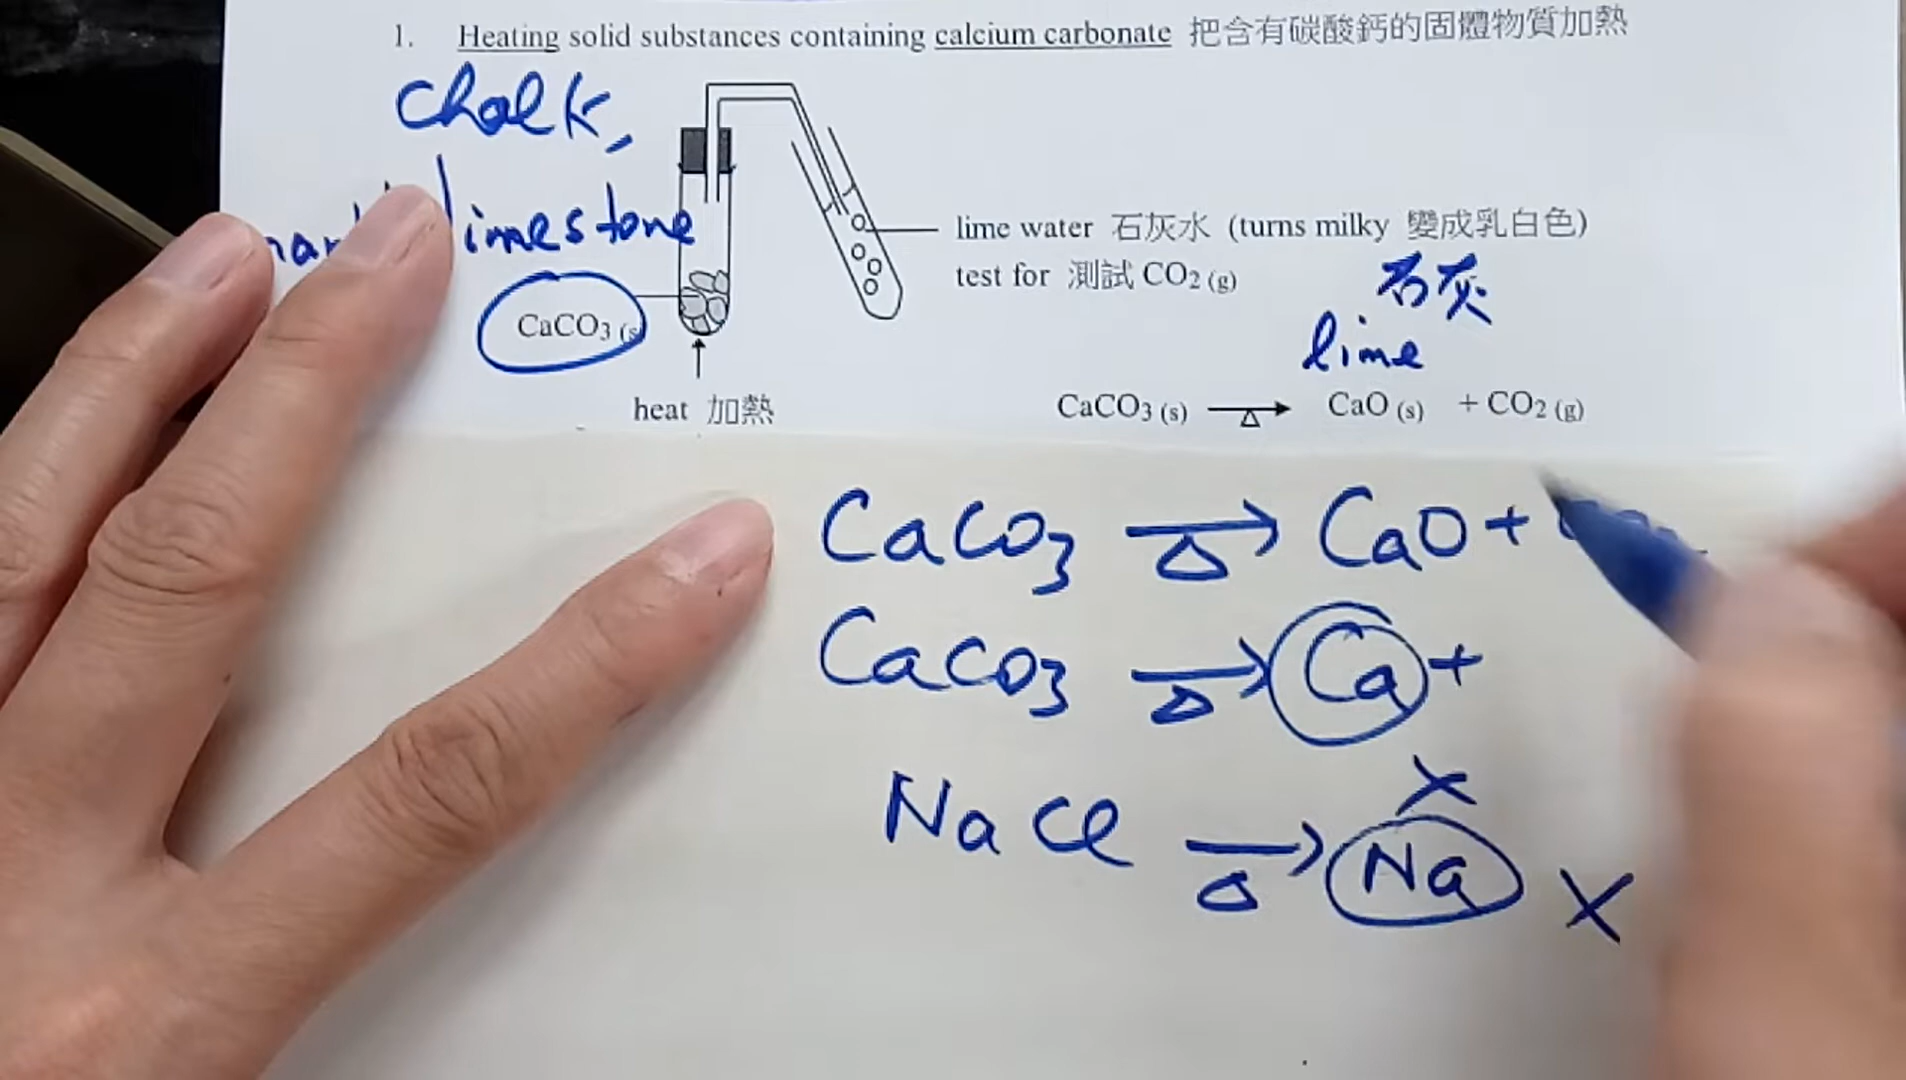 1. Heating solid substances containing calcium carbonate 把含有碳酸鈣的固體物質加熱
Chalk,
limestone
CaCO3 (s)
heat 加熱
lime water 石灰水 (turns milky 變成乳白色)
test for 測試 CO2 (g)
石灰
lime
CaCO3 (s) → Δ CaO (s) + CO2 (g)
CaCO3 → Δ CaO +
CaCO3 → Δ Ca +
X
NaCl → Δ Na X